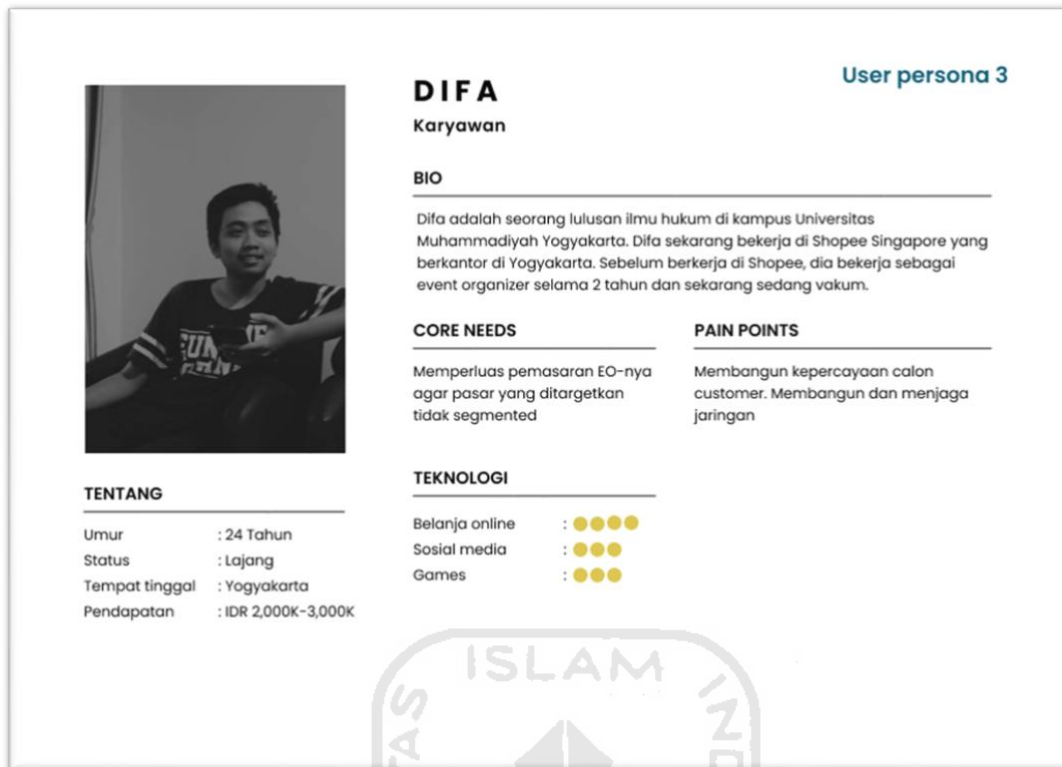 User persona 3
DIFA
Karyawan
BIO
Difa adalah seorang lulusan ilmu hukum di kampus Universitas
Muhammadiyah Yogyakarta. Difa sekarang bekerja di Shopee Singapore yang
berkantor di Yogyakarta. Sebelum berkerja di Shopee, dia bekerja sebagai
event organizer selama 2 tahun dan sekarang sedang vakum.
CORE NEEDS
Memperluas pemasaran EO-nya
agar pasar yang ditargetkan
tidak segmented
PAIN POINTS
Membangun kepercayaan calon
customer. Membangun dan menjaga
jaringan
TEKNOLOGI
Belanja online :
Sosial media :
Games :
TENTANG
Umur : 24 Tahun
Status : Lajang
Tempat tinggal : Yogyakarta
Pendapatan : IDR 2,000K-3,000K
ISLAM